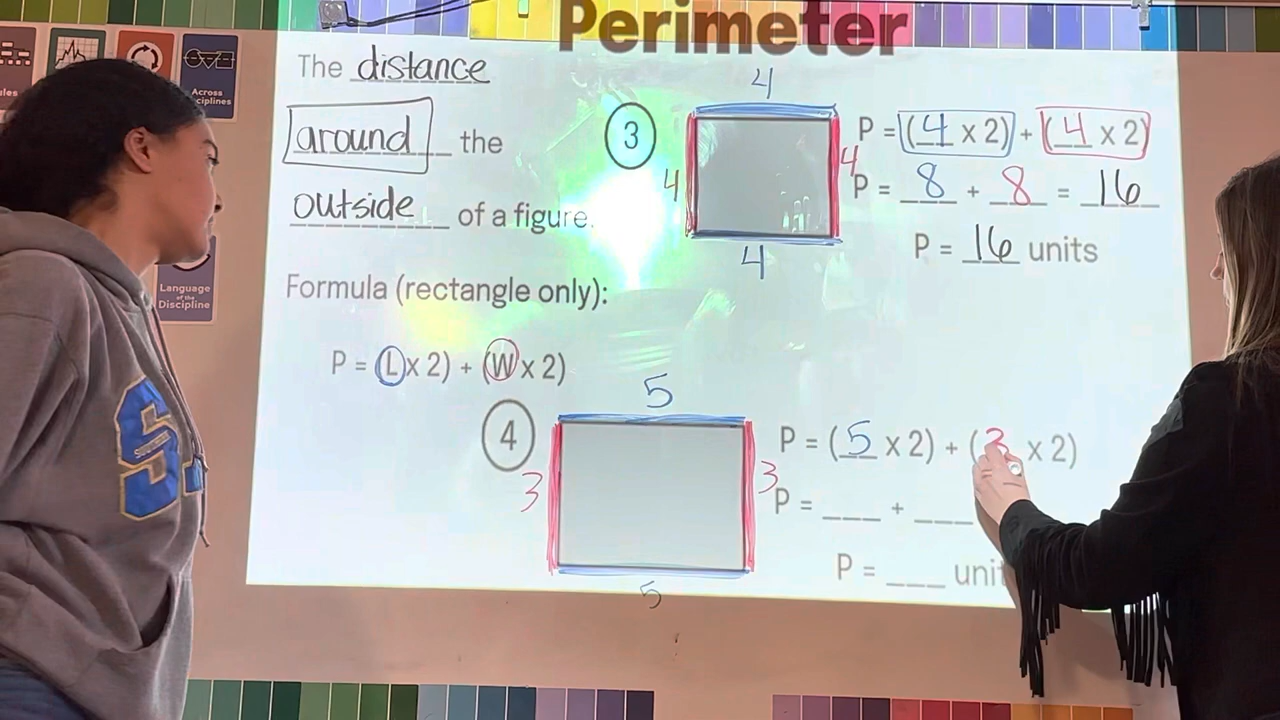 Perimeter
The distance
around the
outside of a figure.
Formula (rectangle only):
P = (L x 2) + (W x 2)
3
4
4
4
4
P = (4 x 2) + (4 x 2)
P = 8 + 8 = 16
P = 16 units
4
5
3
3
5
P = (5 x 2) + (3 x 2)
P = ___ + ___
P = ___
Across
Disciplines
Language
of the
Discipline